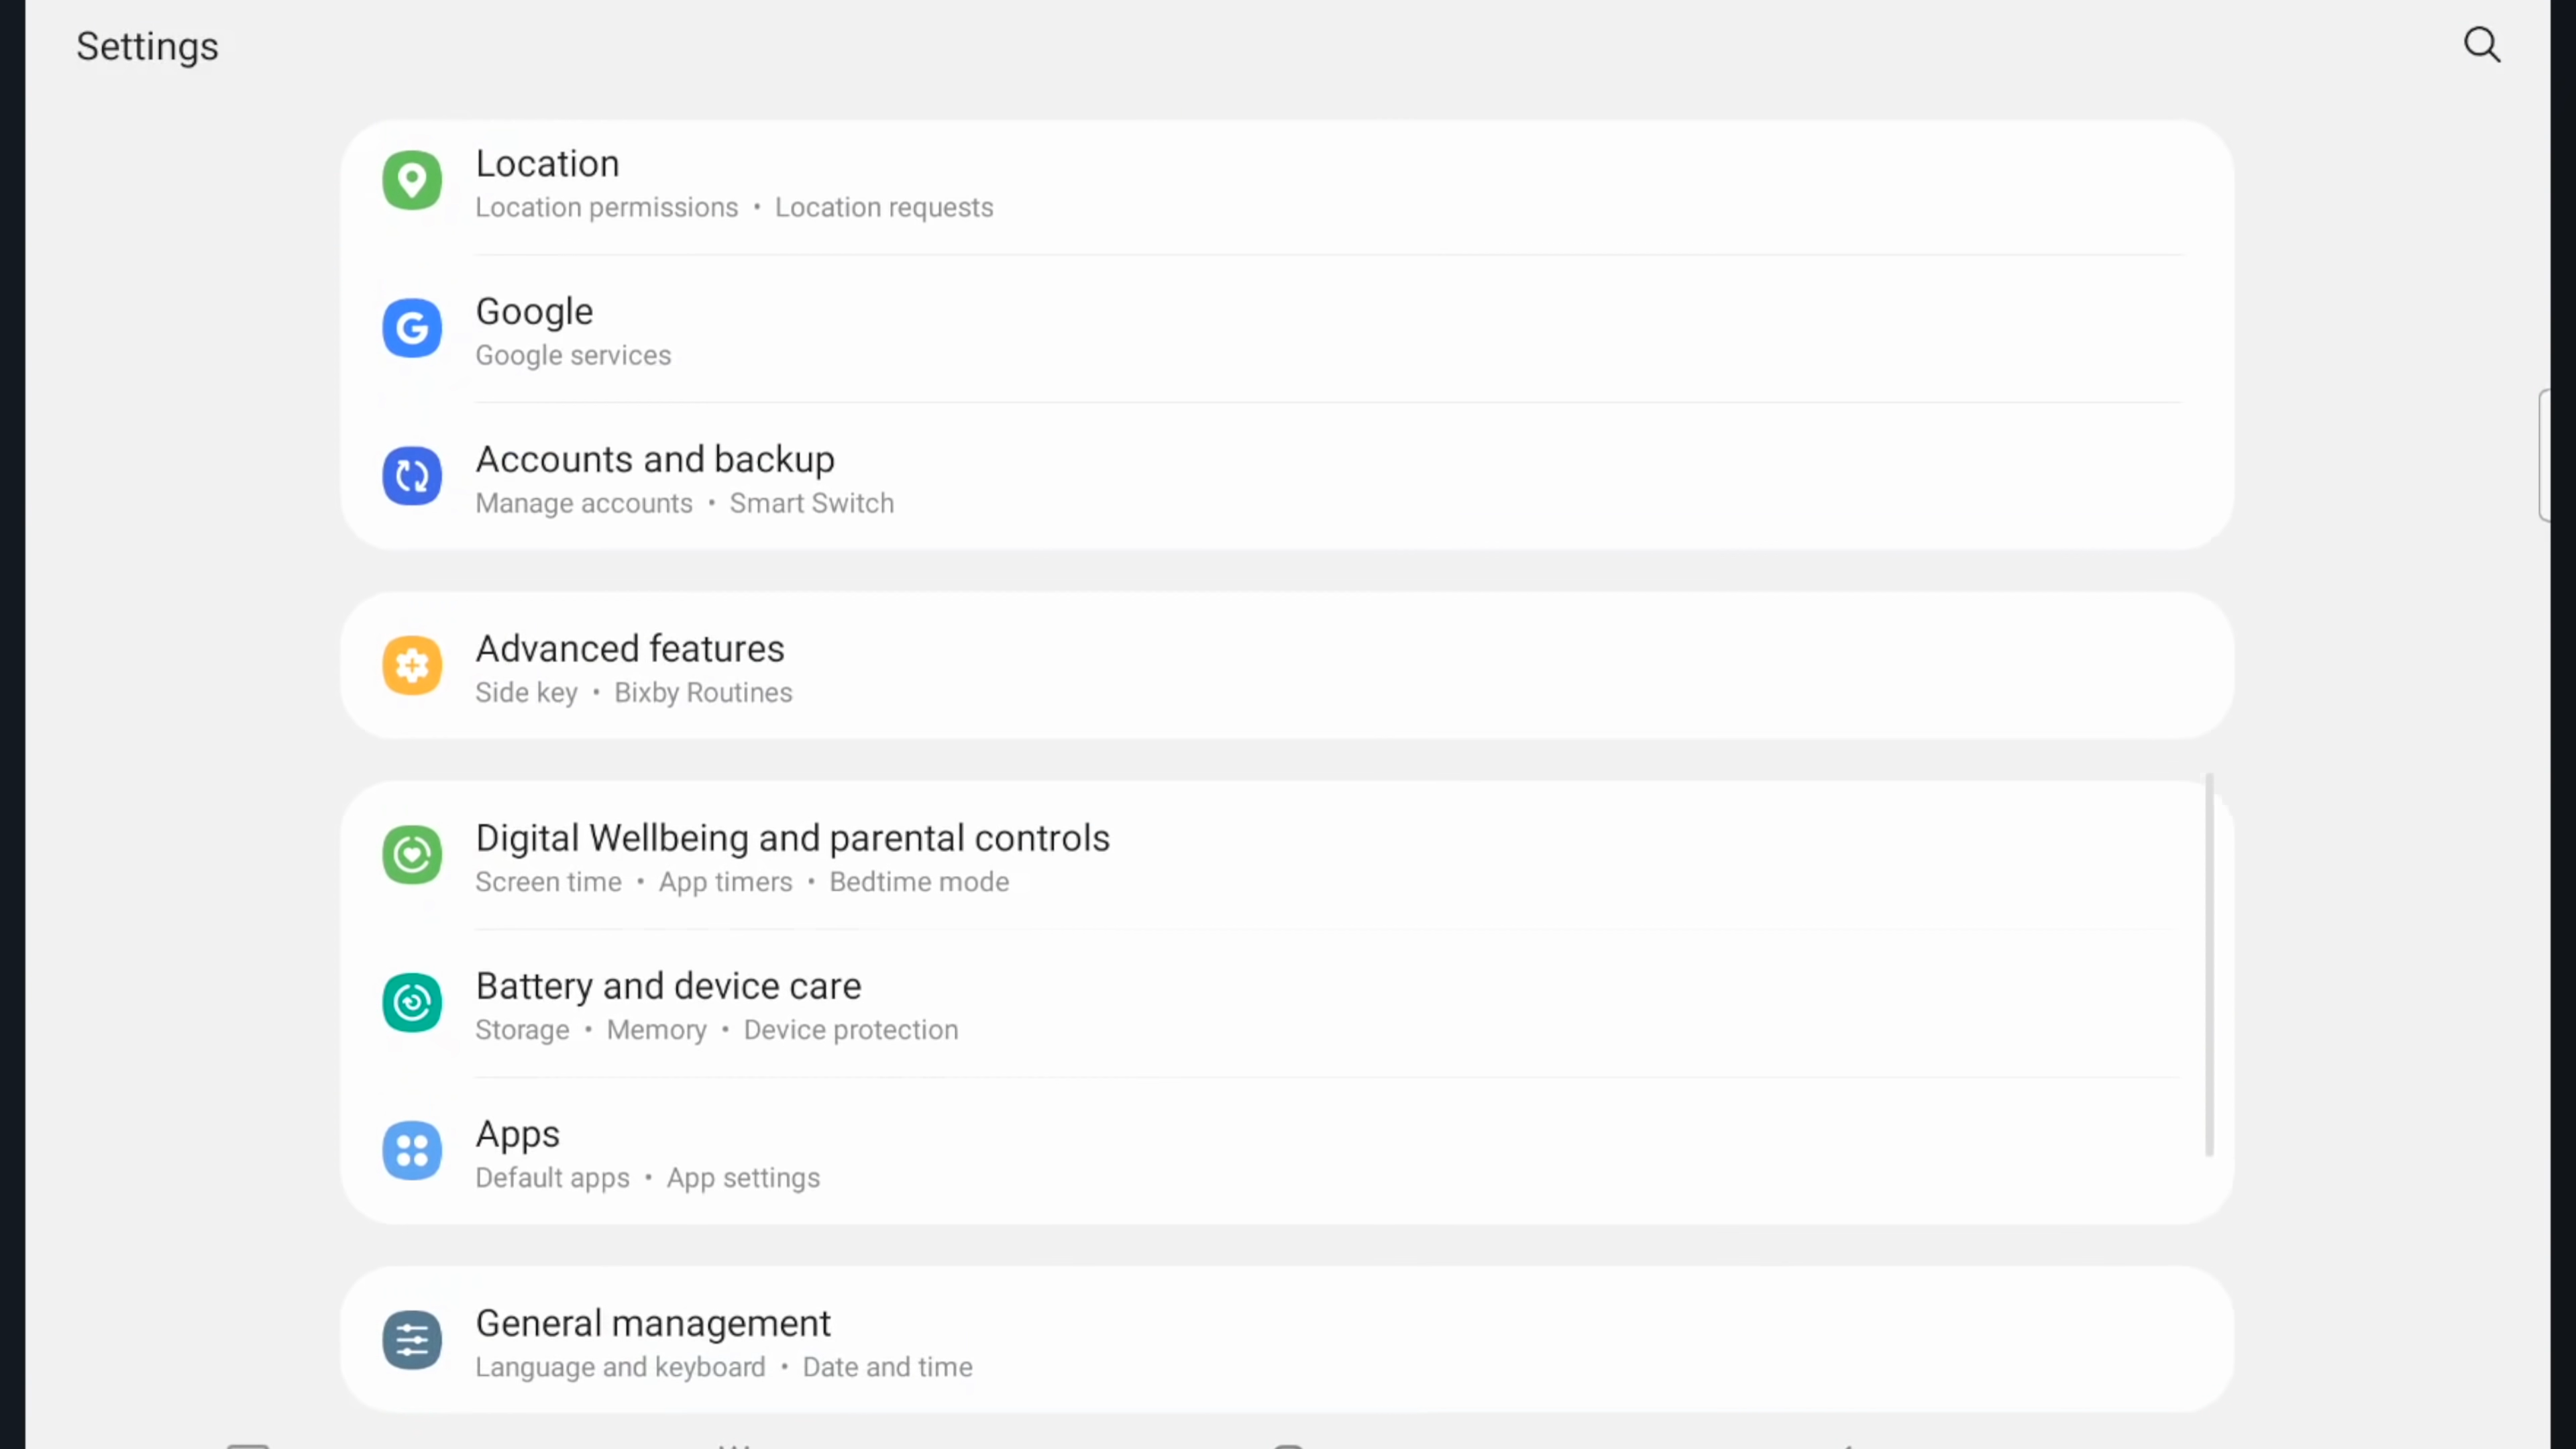 Settings
Location
Location permissions • Location requests
Google
Google services
Accounts and backup
Manage accounts • Smart Switch
Advanced features
Side key • Bixby Routines
Digital Wellbeing and parental controls
Screen time • App timers • Bedtime mode
Battery and device care
Storage • Memory • Device protection
Apps
Default apps • App settings
General management
Language and keyboard • Date and time